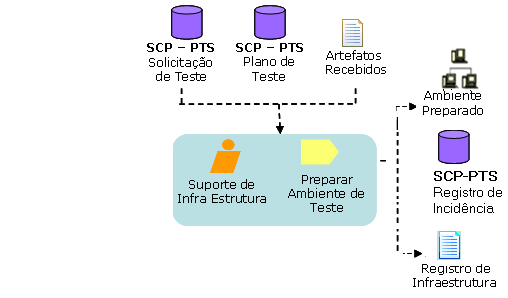 SCP – PTS
Solicitação
de Teste
SCP – PTS
Plano de
Teste
Artefatos
Recebidos
Ambiente
Preparado
SCP-PTS
Registro de
Incidência
Suporte de
Infra Estrutura
Preparar
Ambiente de
Teste
Registro de
Infraestrutura